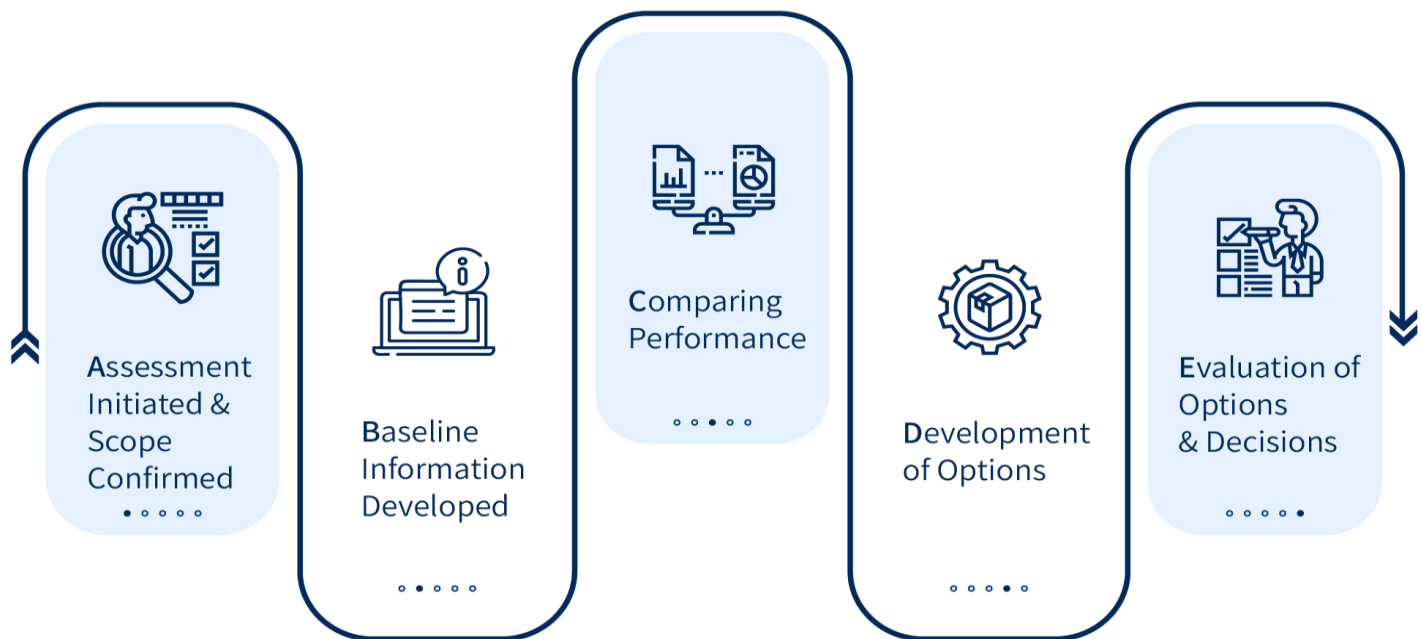 Assessment
Initiated &
Scope
Confirmed
Baseline
Information
Developed
Comparing
Performance
Development
of Options
Evaluation of
Options
& Decisions